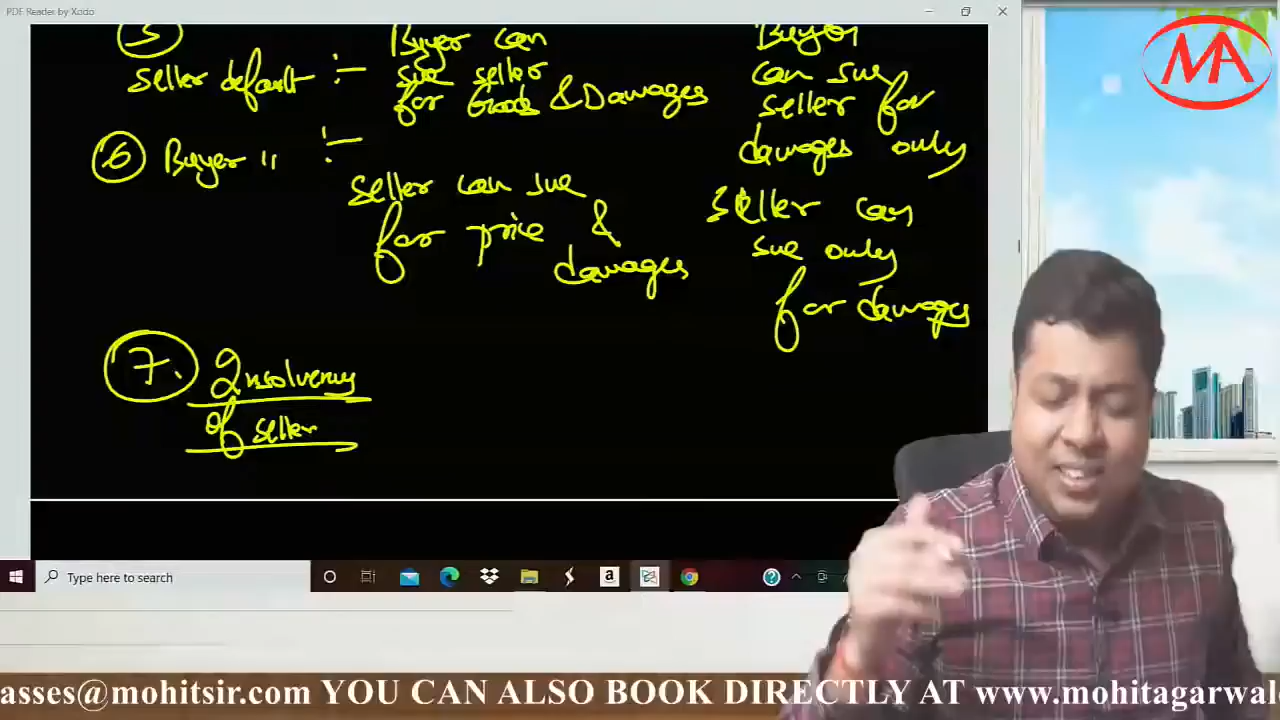 PDF Reader by Xodo
5
seller default :-
Buyer can
sue seller
for Goods & Damages
Buyer
can sue
seller for
damages only
6 Buyer " :-
seller can sue
for price &
damages
seller can
sue only
for damages
7. Insolvency
of seller
MA
Type here to search
a
asses@mohitsir.com YOU CAN ALSO BOOK DIRECTLY AT www.mohitagarwal